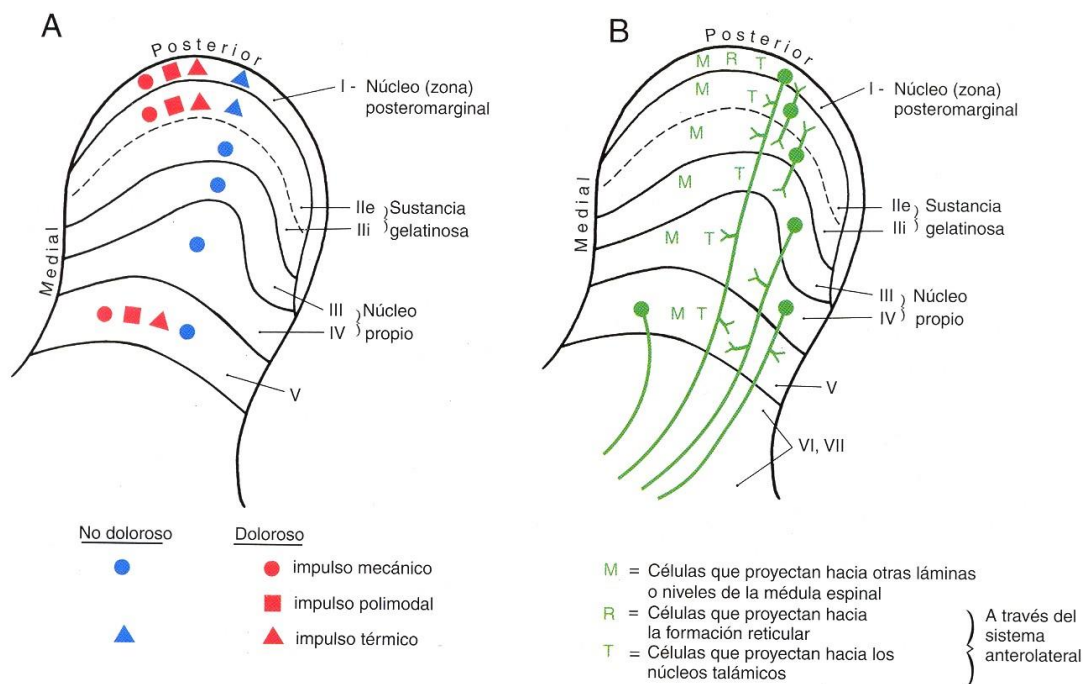 A
Posterior
I - Núcleo (zona)
posteromarginal
Medial
IIe
IIi
Sustancia
gelatinosa
III
IV
Núcleo
propio
V
No doloroso
Doloroso
impulso mecánico
impulso polimodal
impulso térmico
B
Posterior
M R T
M
T
I - Núcleo (zona)
posteromarginal
M
M
T
Medial
IIe
IIi
Sustancia
gelatinosa
M T
III
IV
Núcleo
propio
M T
V
VI, VII
M = Células que proyectan hacia otras láminas
o niveles de la médula espinal
R = Células que proyectan hacia
la formación reticular
T = Células que proyectan hacia los
núcleos talámicos
A través del
sistema
anterolateral